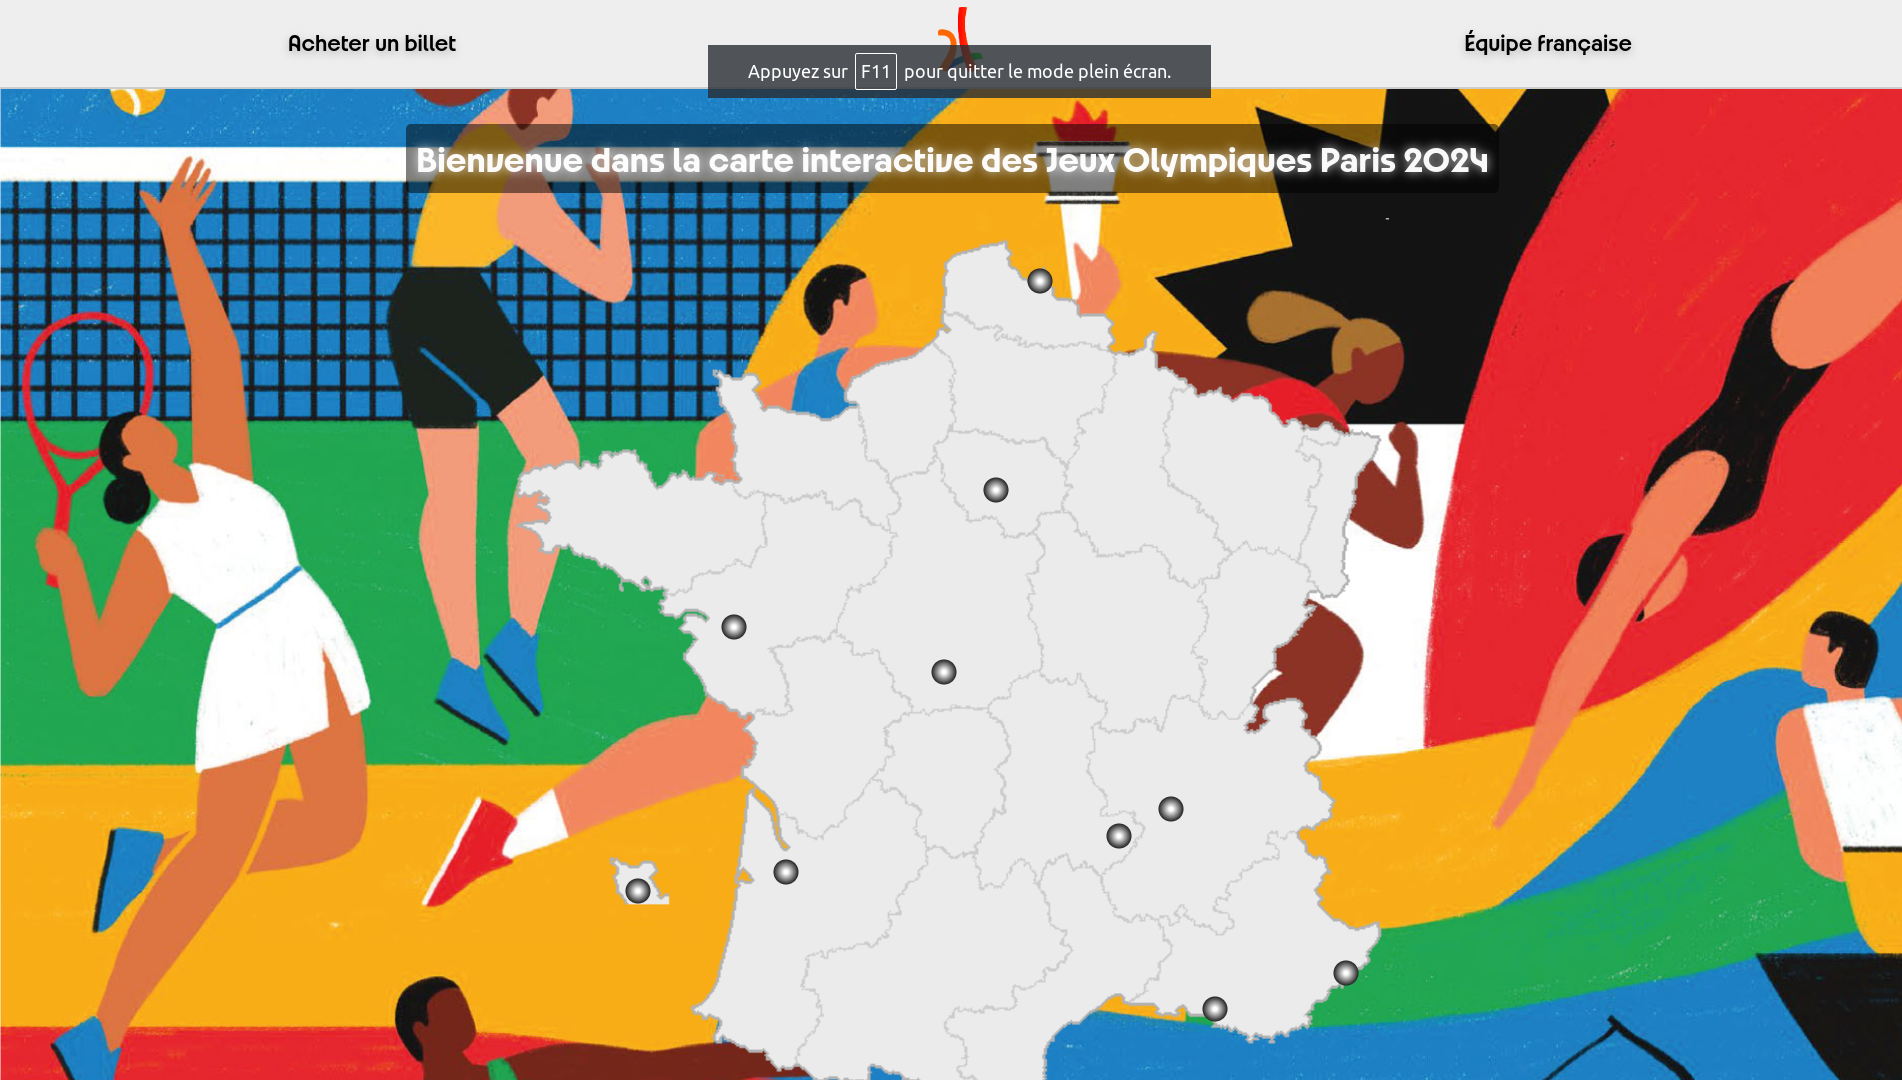 Acheter un billet
Équipe française
Appuyez sur F11 pour quitter le mode plein écran.
Bienvenue dans la carte interactive des Jeux Olympiques Paris 2024
-